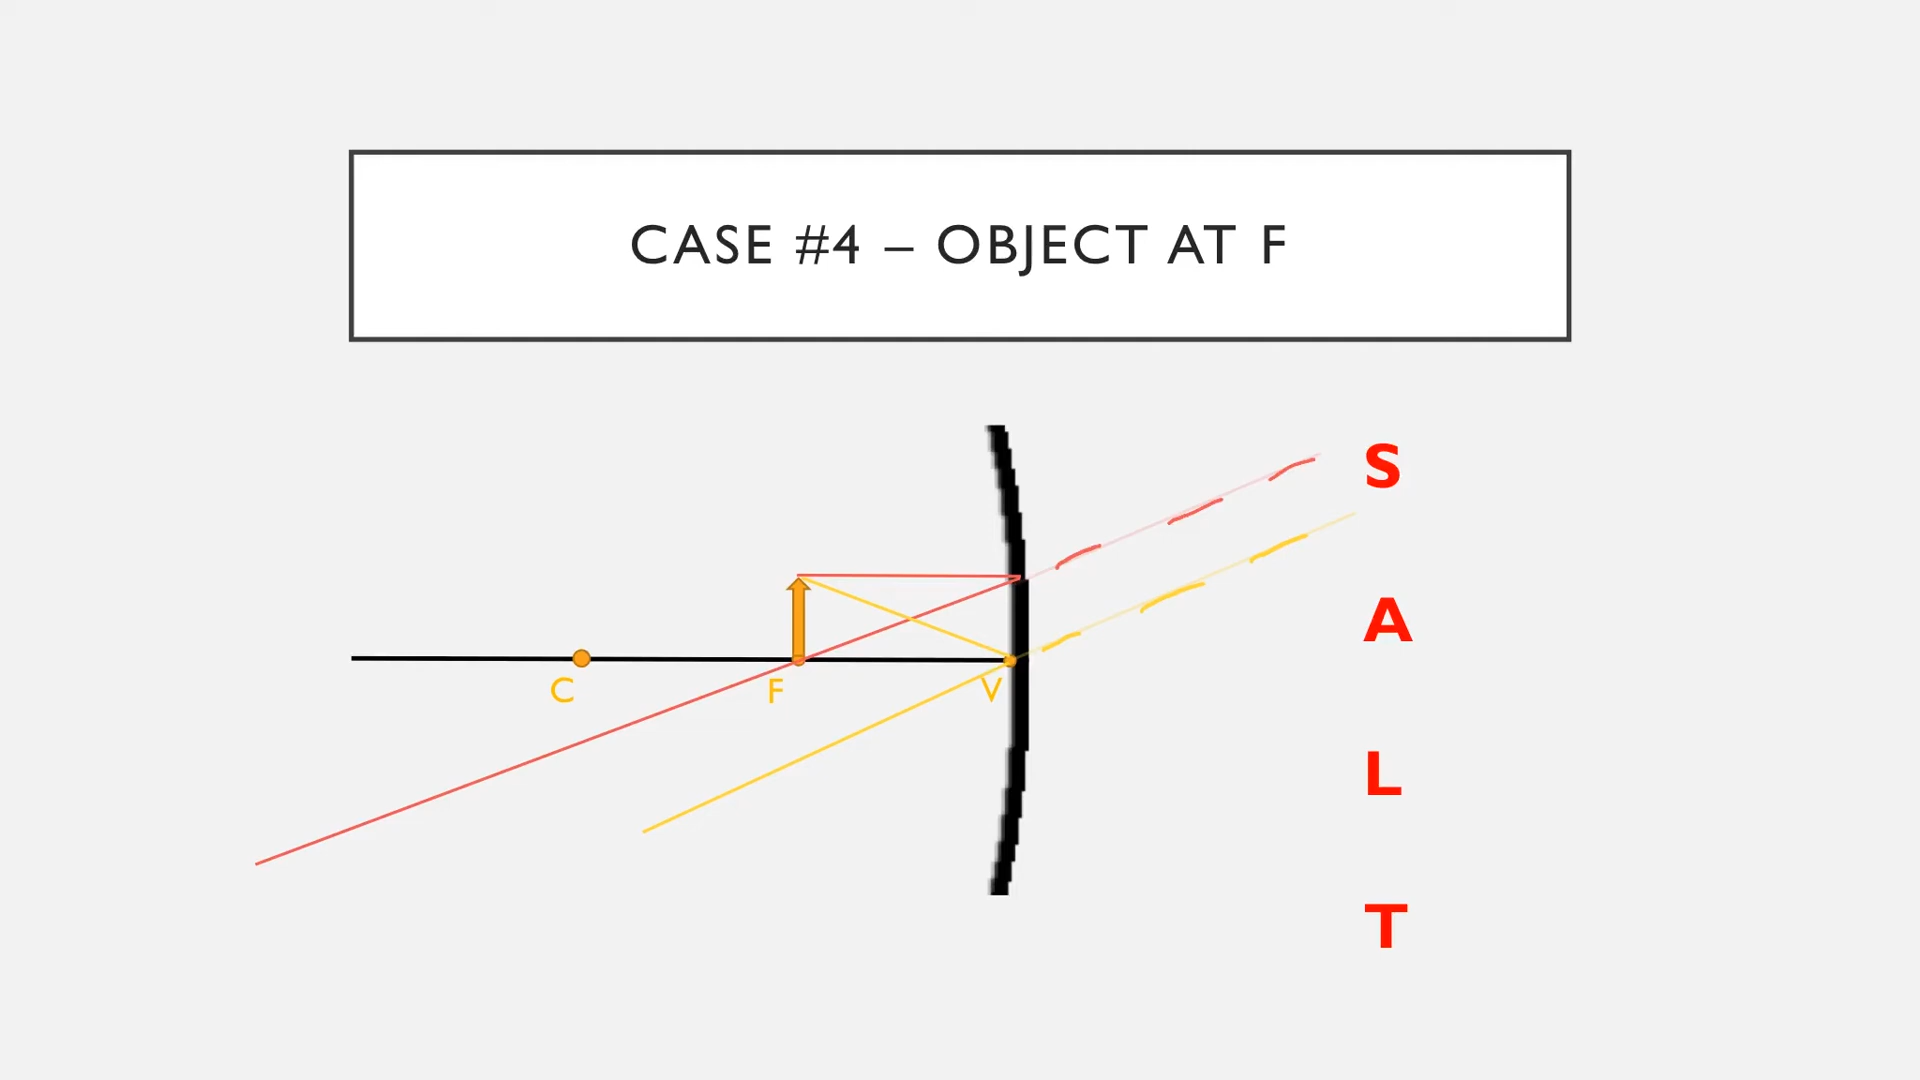 CASE #4 – OBJECT AT F
S
A
C
F
V
L
T